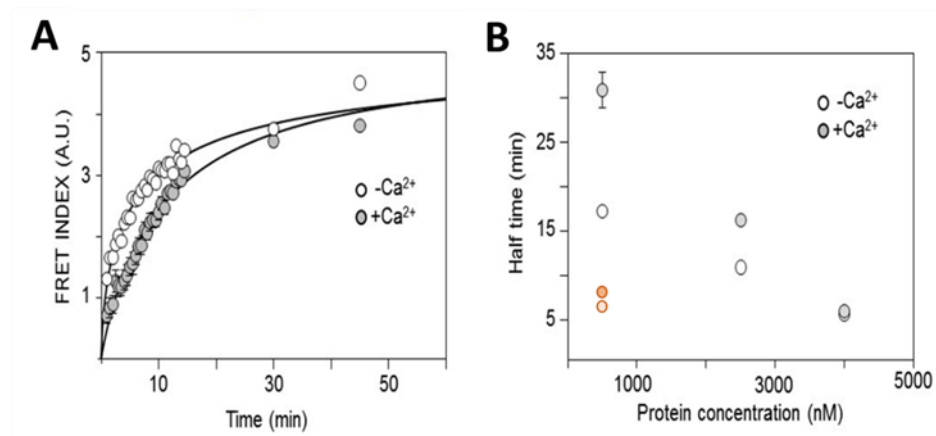 A
FRET INDEX (A.U.)
5
3
1
-Ca²⁺
+Ca²⁺
10
30
50
Time (min)
B
Half time (min)
35
25
15
5
-Ca²⁺
+Ca²⁺
1000
3000
5000
Protein concentration (nM)